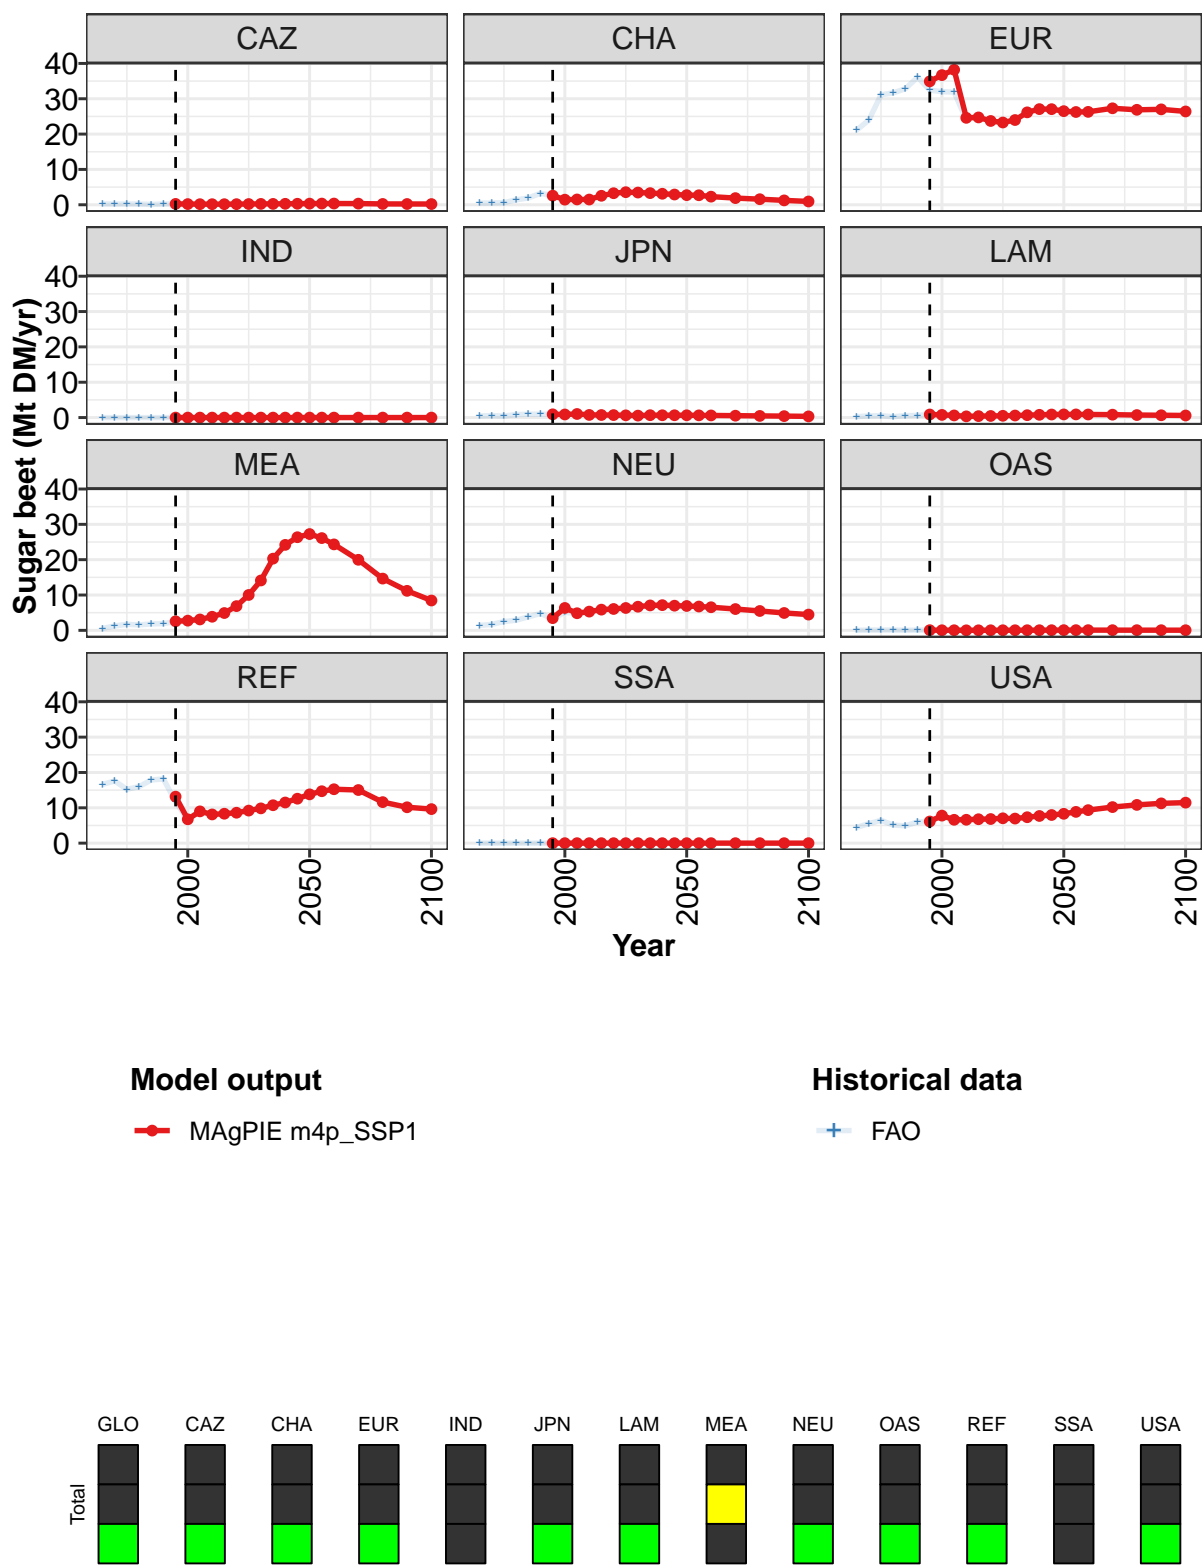 CAZ CHA EUR
40
30
20
10
0
IND JPN LAM
40
30
20
10
0
MEA NEU OAS
40
30
20
10
0
REF SSA USA
40
30
20
10
0
Sugar beet (Mt DM/yr)
2000 2050 2100 2000 2050 2100 2000 2050 2100
Year
Model output Historical data
MAgPIE m4p_SSP1 FAO
GLO CAZ CHA EUR IND JPN LAM MEA NEU OAS REF SSA USA
Total